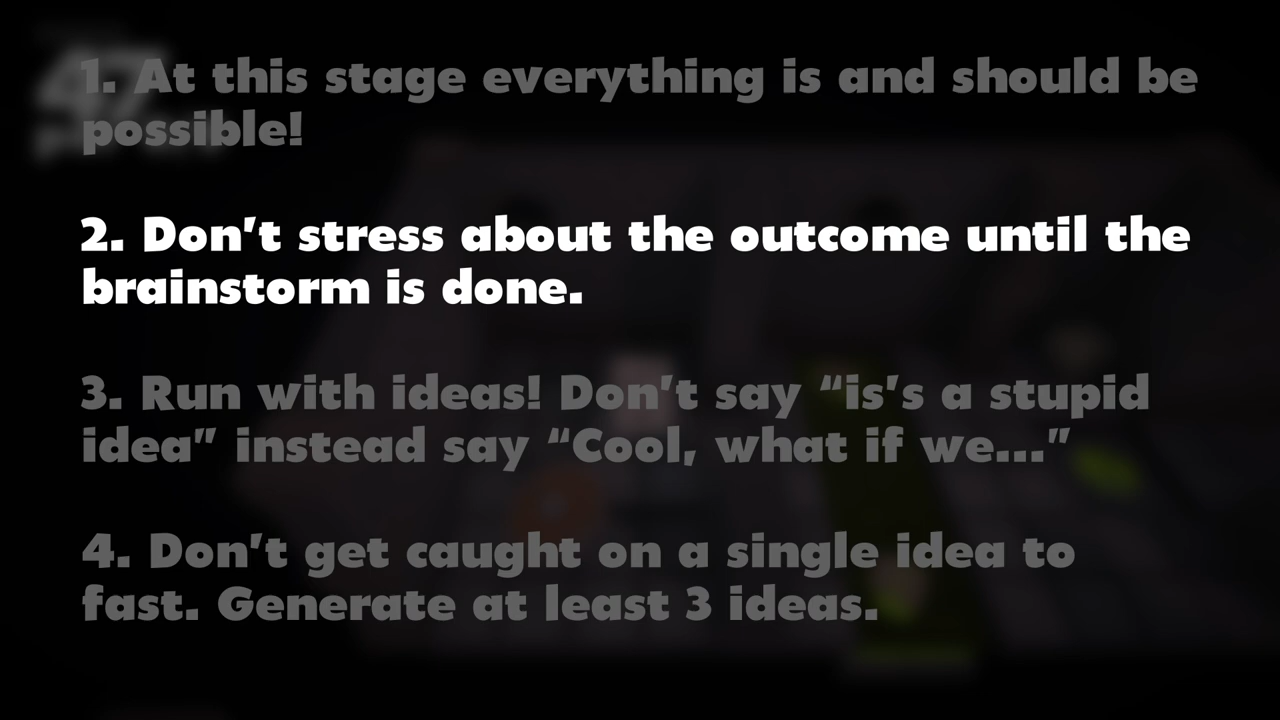 47
1. At this stage everything is and should be
possible!
2. Don't stress about the outcome until the
brainstorm is done.
3. Run with ideas! Don't say “is's a stupid
idea” instead say “Cool, what if we...”
4. Don't get caught on a single idea to
fast. Generate at least 3 ideas.